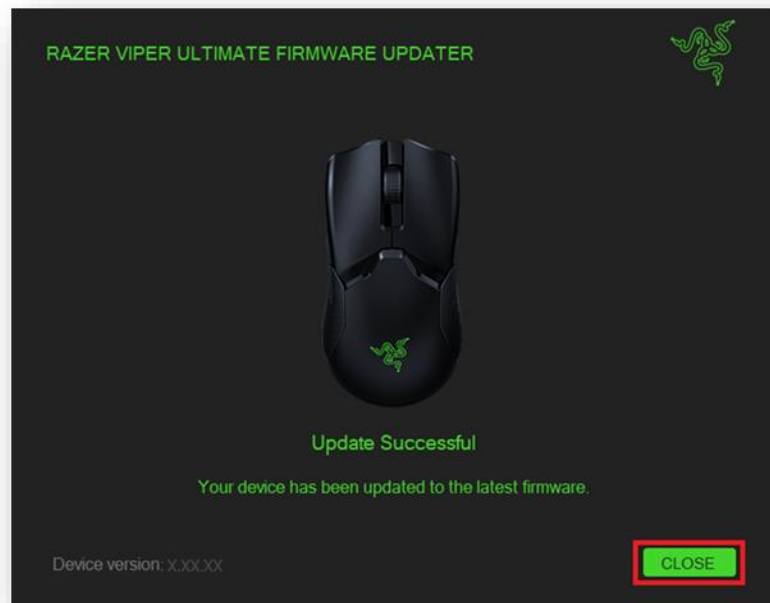 RAZER VIPER ULTIMATE FIRMWARE UPDATER
Update Successful
Your device has been updated to the latest firmware.
Device version: X.XX.XX
CLOSE